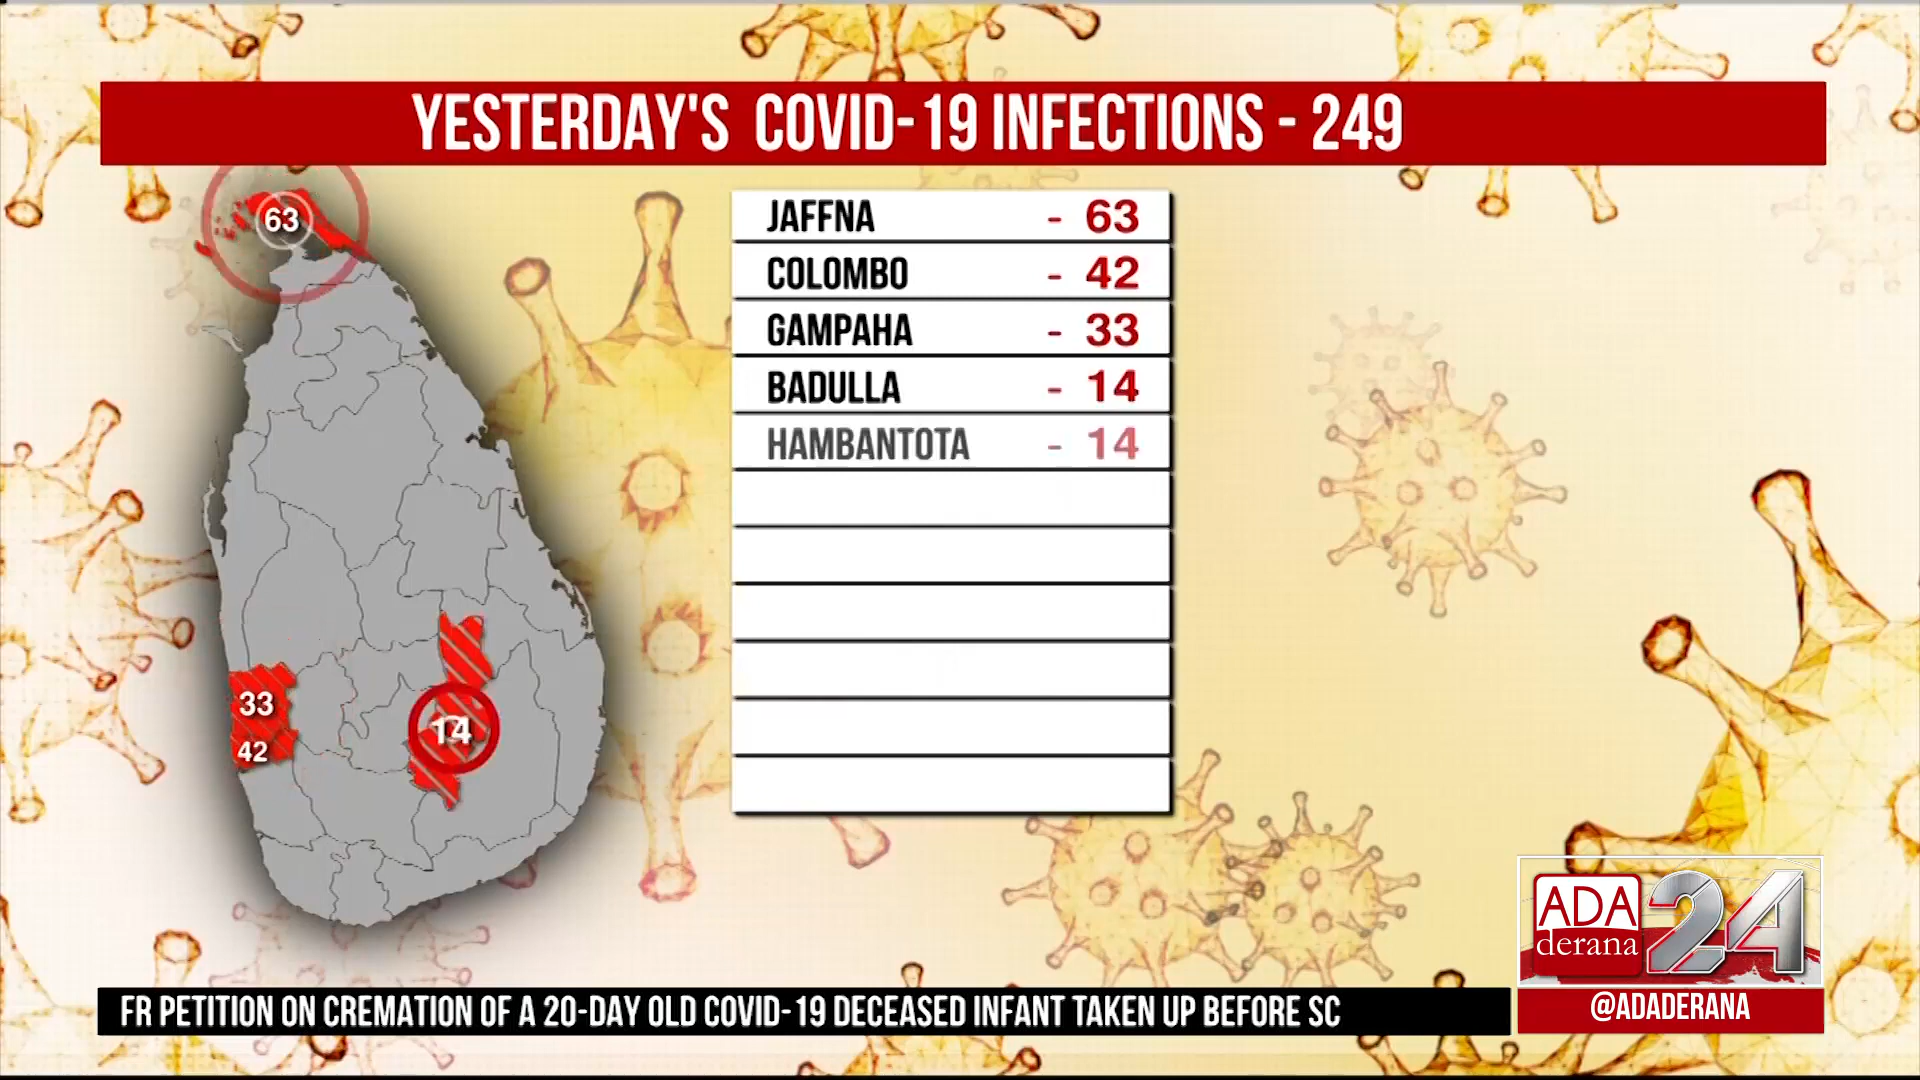 YESTERDAY'S COVID-19 INFECTIONS - 249
63
33
42
14
JAFFNA - 63
COLOMBO - 42
GAMPAHA - 33
BADULLA - 14
HAMBANTOTA - 14
ADA
derana
24
@ADADERANA
FR PETITION ON CREMATION OF A 20-DAY OLD COVID-19 DECEASED INFANT TAKEN UP BEFORE SC